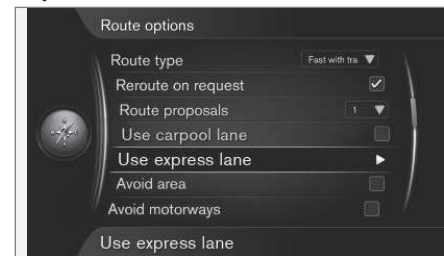 Route options
Route type Fast with tra
Reroute on request
Route proposals 1
Use carpool lane
Use express lane
Avoid area
Avoid motorways
Use express lane